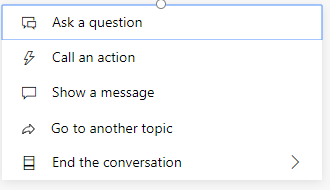 Ask a question
Call an action
Show a message
Go to another topic
End the conversation